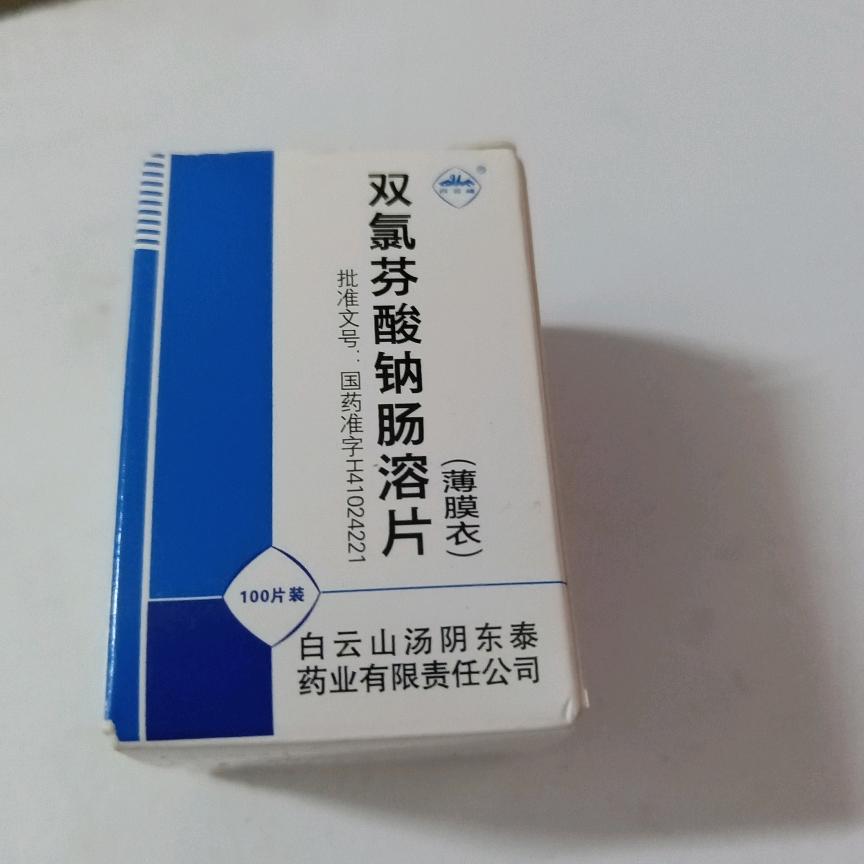 双氯芬酸钠肠溶片
(薄膜衣)
批准文号：国药准字H41024221
100片装
白云山汤阴东泰
药业有限责任公司